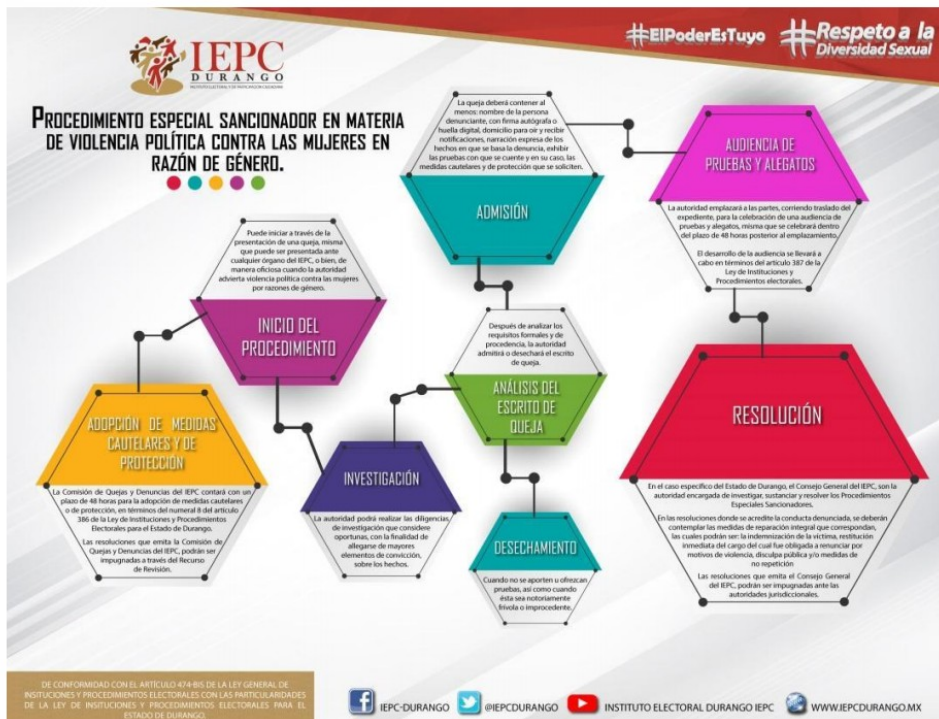 #ElPoderEsTuyo
#Respeto a la
Diversidad Sexual
IEPC
DURANGO
INSTITUTO ELECTORAL Y DE PARTICIPACIÓN CIUDADANA
PROCEDIMIENTO ESPECIAL SANCIONADOR EN MATERIA
DE VIOLENCIA POLÍTICA CONTRA LAS MUJERES EN
RAZÓN DE GÉNERO.
Puede iniciar a través de la
presentación de una queja, misma
que puede ser presentada ante
cualquier órgano del IEPC, o bien, de
manera oficiosa cuando la autoridad
advierta violencia política contra las mujeres
por razones de género.
INICIO DEL
PROCEDIMIENTO
ADOPCIÓN DE MEDIDAS
CAUTELARES Y DE
PROTECCIÓN
La Comisión de Quejas y Denuncias del IEPC contará con un
plazo de 48 horas para la adopción de medidas cautelares
o de protección, en términos del numeral 8 del artículo
386 de la Ley de Instituciones y Procedimientos
Electorales para el Estado de Durango.
Las resoluciones que emita la Comisión de
Quejas y Denuncias del IEPC, podrán ser
impugnadas a través del Recurso
de Revisión.
INVESTIGACIÓN
La autoridad podrá realizar las diligencias
de investigación que considere
oportunas, con la finalidad de
allegarse de mayores
elementos de convicción,
sobre los hechos.
Después de analizar los
requisitos formales y de
procedencia, la autoridad
admitirá o desechará el escrito
de queja.
ANÁLISIS DEL
ESCRITO DE
QUEJA
DESECHAMIENTO
Cuando no se aporten u ofrezcan
pruebas, así como cuando
ésta sea notoriamente
frívola o improcedente.
La queja deberá contener al
menos: nombre de la persona
denunciante, con firma autógrafa o
huella digital, domicilio para oír y recibir
notificaciones, narración expresa de los
hechos en que se basa la denuncia, exhibir
las pruebas con que se cuente y en su caso, las
medidas cautelares y de protección que se soliciten.
ADMISIÓN
AUDIENCIA DE
PRUEBAS Y ALEGATOS
La autoridad emplazará a las partes, corriendo traslado del
expediente, para la celebración de una audiencia de
pruebas y alegatos, misma que se celebrará dentro
del plazo de 48 horas posterior al emplazamiento.
El desarrollo de la audiencia se llevará a
cabo en términos del artículo 387 de la
Ley de Instituciones y
Procedimientos electorales.
RESOLUCIÓN
En el caso específico del Estado de Durango, el Consejo General del IEPC, son la
autoridad encargada de investigar, sustanciar y resolver los Procedimientos
Especiales Sancionadores.
En las resoluciones donde se acredite la conducta denunciada, se deberán
contemplar las medidas de reparación integral que correspondan,
las cuales podrán ser: la indemnización de la víctima, restitución
inmediata del cargo del cual fue obligada a renunciar por
motivos de violencia, disculpa pública y/o medidas de
no repetición
Las resoluciones que emita el Consejo General
del IEPC, podrán ser impugnadas ante las
autoridades jurisdiccionales.
DE CONFORMIDAD CON EL ARTÍCULO 474-BIS DE LA LEY GENERAL DE
INSITUCIONES Y PROCEDIMIENTOS ELECTORALES CON LAS PARTICULARIDADES
DE LA LEY DE INSITUCIONES Y PROCEDIMIENTOS ELECTORALES PARA EL
ESTADO DE DURANGO.
IEPC-DURANGO
@IEPCDURANGO
INSTITUTO ELECTORAL DURANGO IEPC
WWW.IEPCDURANGO.MX